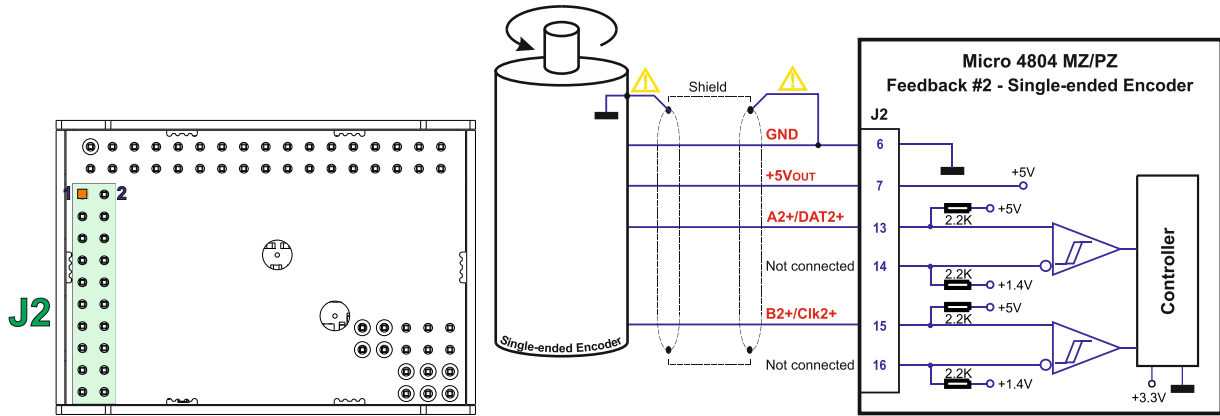 J2
1
2
Single-ended Encoder
Shield
GND
+5VOUT
A2+/DAT2+
Not connected
B2+/Clk2+
Not connected
Micro 4804 MZ/PZ
Feedback #2 - Single-ended Encoder
J2
6
7
13
14
15
16
+5V
+5V
2.2K
2.2K
+1.4V
+5V
2.2K
2.2K
+1.4V
Controller
+3.3V